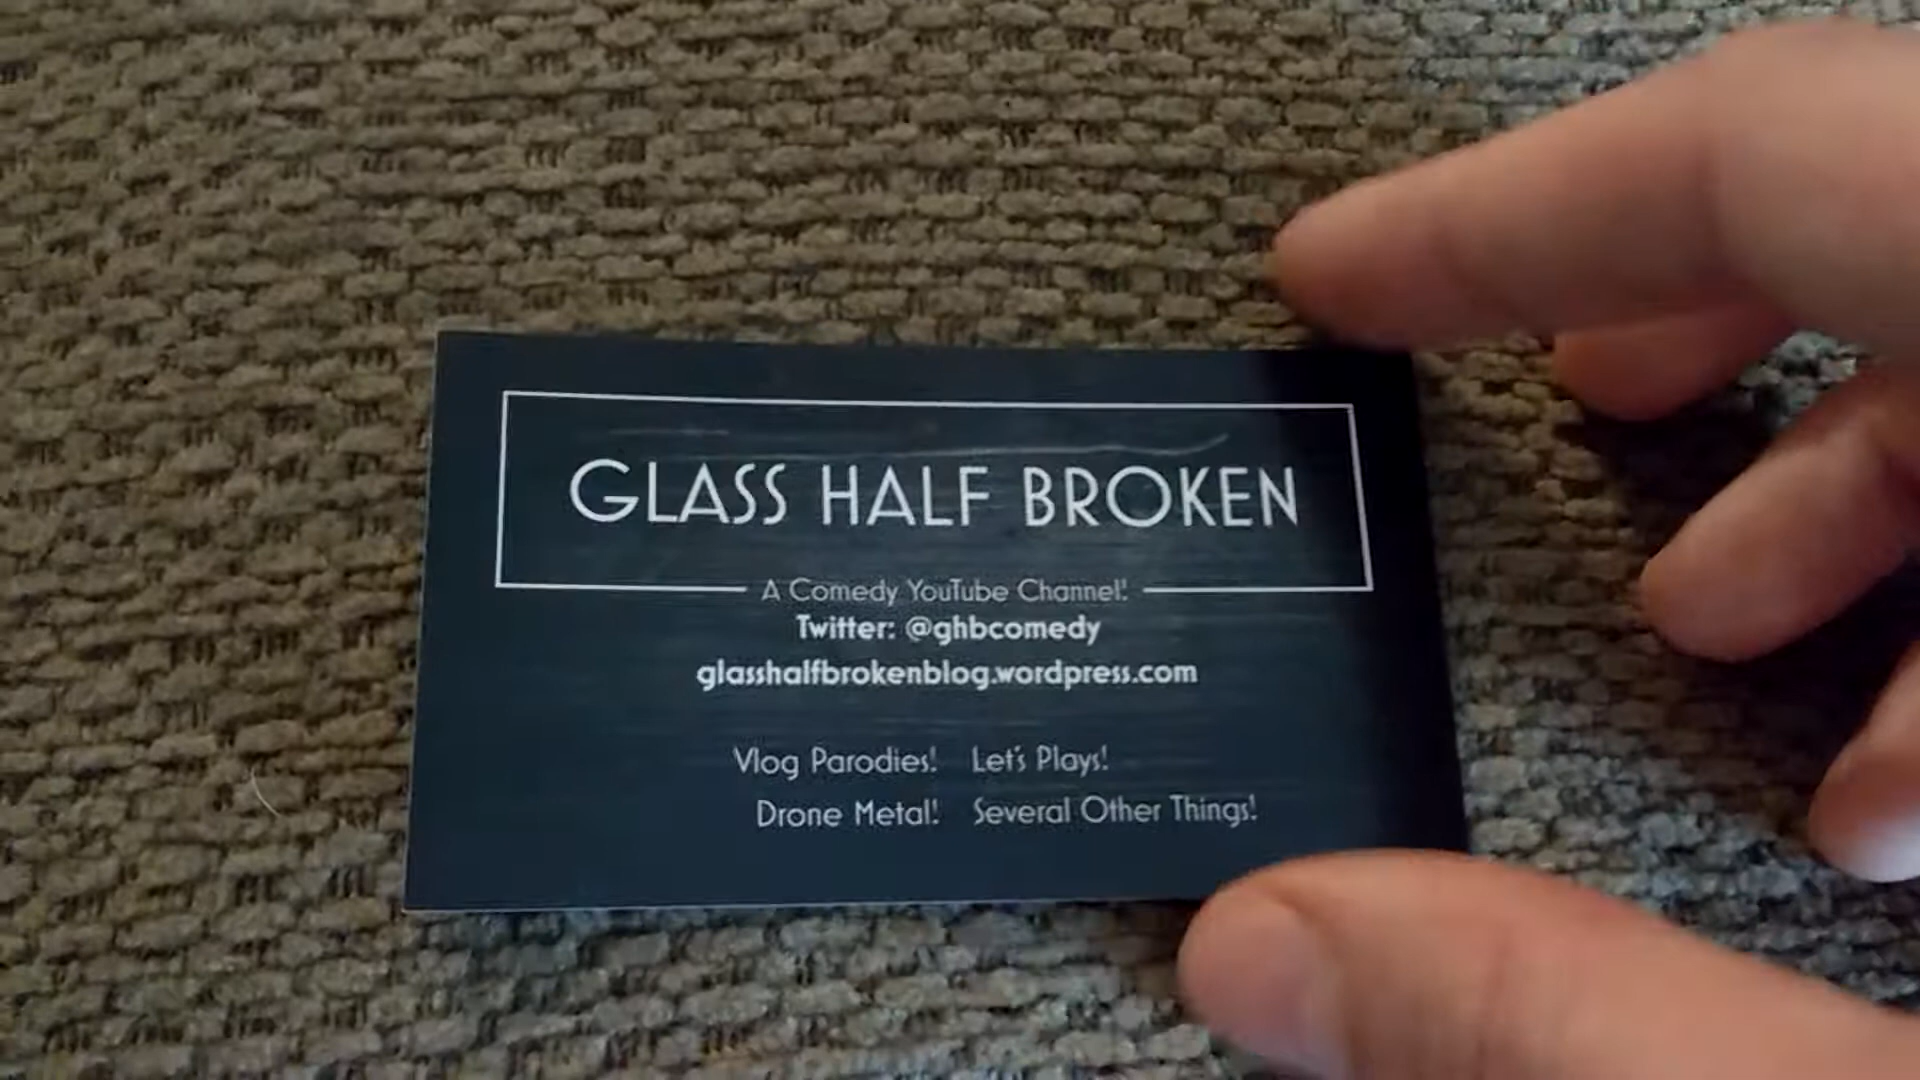 GLASS HALF BROKEN
A Comedy YouTube Channel!
Twitter: @ghbcomedy
glasshalfbrokenblog.wordpress.com
Vlog Parodies! Let's Plays!
Drone Metal! Several Other Things!